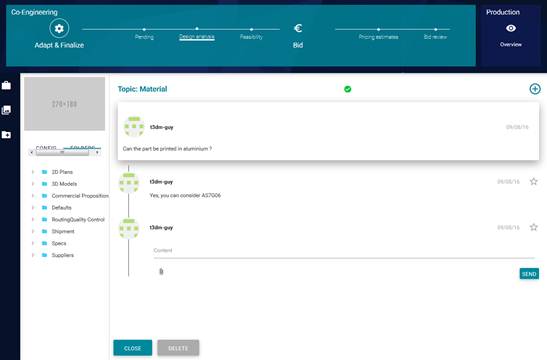 Co-Engineering
Production
Adapt & Finalize
Pending
Design analysis
Feasibility
Bid
Pricing estimates
Bid review
Overview
270×180
Topic: Material
t3dm-guy
09/08/16
Can the part be printed in aluminium ?
CONFIG
FOLDERS
2D Plans
3D Models
Commercial Proposition
Defaults
RoutingQuality Control
Shipment
Specs
Suppliers
t3dm-guy
09/08/16
Yes, you can consider AS7G06
t3dm-guy
09/08/16
Content
SEND
CLOSE
DELETE